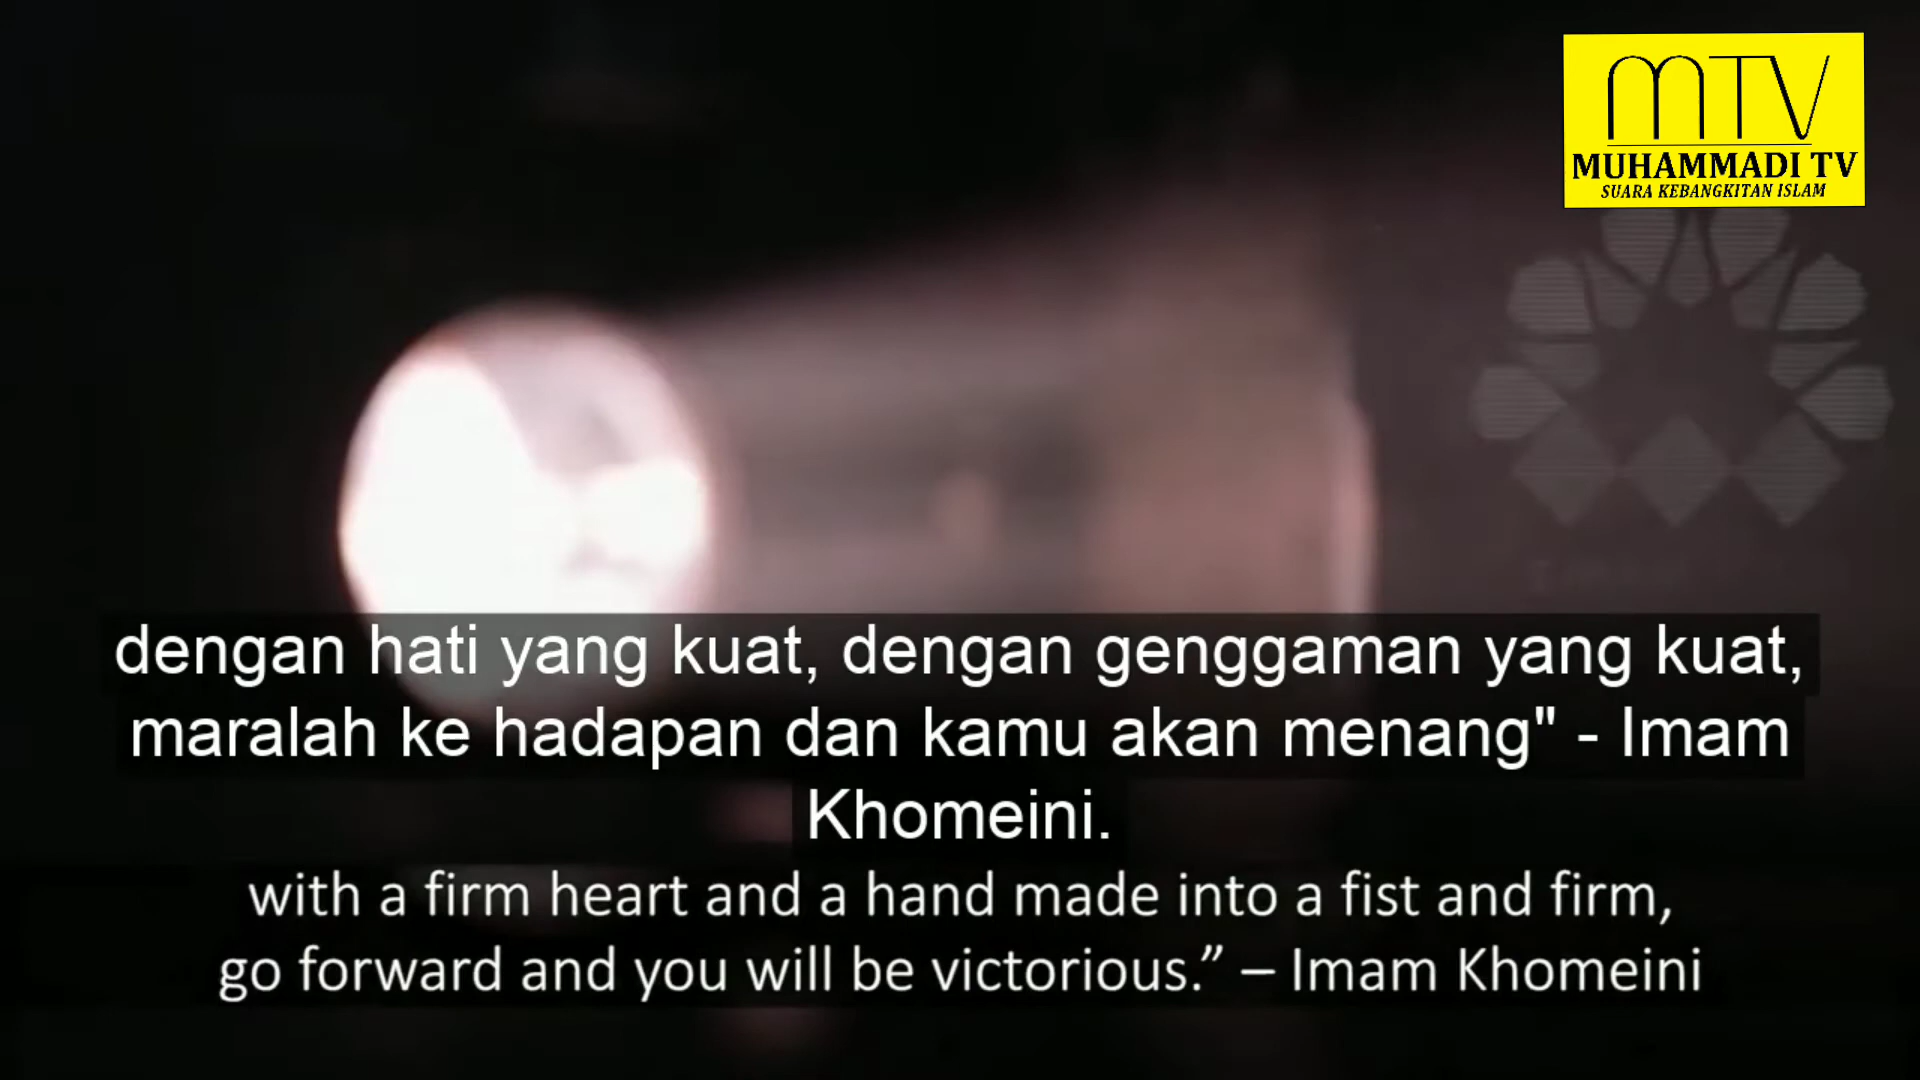 MTV
MUHAMMADI TV
SUARA KEBANGKITAN ISLAM
dengan hati yang kuat, dengan genggaman yang kuat,
maralah ke hadapan dan kamu akan menang" - Imam
Khomeini.
with a firm heart and a hand made into a fist and firm,
go forward and you will be victorious.” – Imam Khomeini